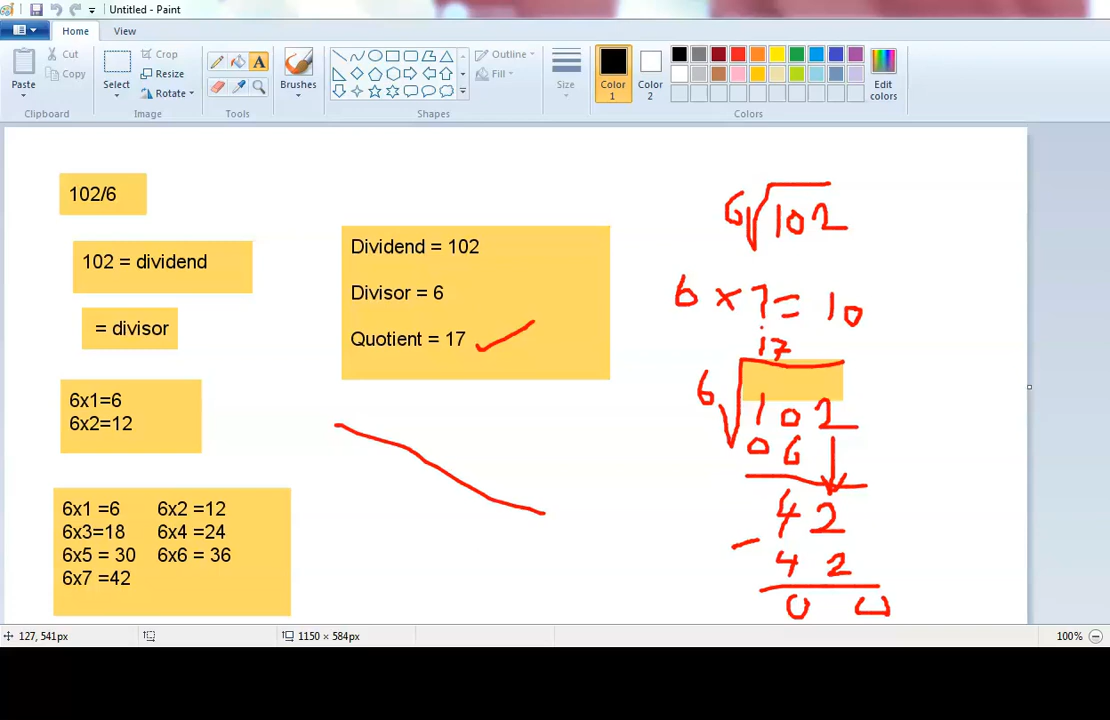 Untitled - Paint
Home View
Paste
Cut
Copy
Clipboard
Select
Crop
Resize
Rotate
Image
Tools
Brushes
Shapes
Outline
Fill
Size
Color 1
Color 2
Edit colors
Colors
102/6
102 = dividend
= divisor
6x1=6
6x2=12
6x1 =6 6x2 =12
6x3=18 6x4 =24
6x5 = 30 6x6 = 36
6x7 =42
Dividend = 102
Divisor = 6
Quotient = 17
6√102
6 x ? = 10
17
6√102
06
42
- 42
0 0
127, 541px
1150 × 584px
100%